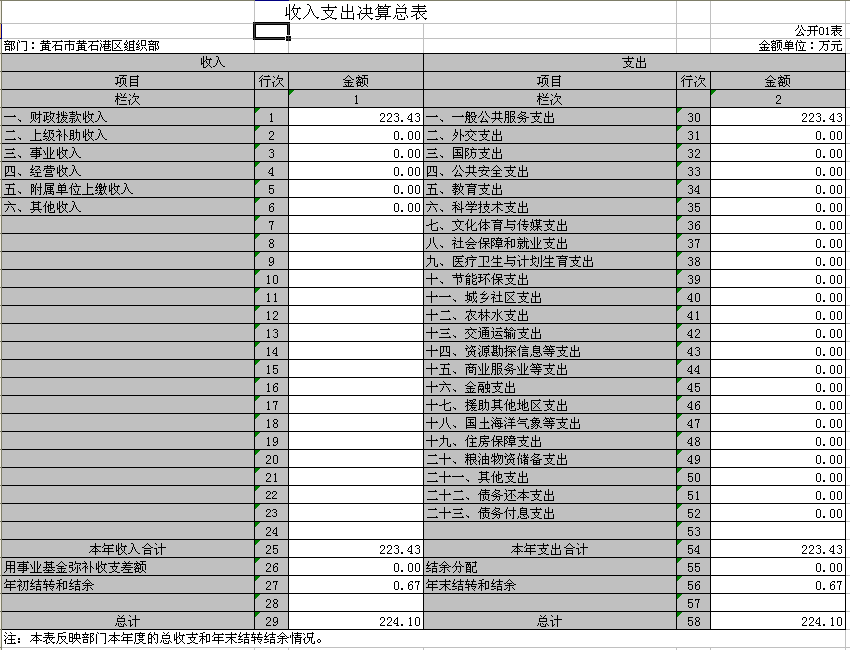 收入支出决算总表
公开01表
部门：黄石市黄石港区组织部 金额单位：万元
收入 支出
项目 行次 金额 项目 行次 金额
栏次 1 栏次 2
一、财政拨款收入 1 223.43 一、一般公共服务支出 30 223.43
二、上级补助收入 2 0.00 二、外交支出 31 0.00
三、事业收入 3 0.00 三、国防支出 32 0.00
四、经营收入 4 0.00 四、公共安全支出 33 0.00
五、附属单位上缴收入 5 0.00 五、教育支出 34 0.00
六、其他收入 6 0.00 六、科学技术支出 35 0.00
7 七、文化体育与传媒支出 36 0.00
8 八、社会保障和就业支出 37 0.00
9 九、医疗卫生与计划生育支出 38 0.00
10 十、节能环保支出 39 0.00
11 十一、城乡社区支出 40 0.00
12 十二、农林水支出 41 0.00
13 十三、交通运输支出 42 0.00
14 十四、资源勘探信息等支出 43 0.00
15 十五、商业服务业等支出 44 0.00
16 十六、金融支出 45 0.00
17 十七、援助其他地区支出 46 0.00
18 十八、国土海洋气象等支出 47 0.00
19 十九、住房保障支出 48 0.00
20 二十、粮油物资储备支出 49 0.00
21 二十一、其他支出 50 0.00
22 二十二、债务还本支出 51 0.00
23 二十三、债务付息支出 52 0.00
24 53
本年收入合计 25 223.43 本年支出合计 54 223.43
用事业基金弥补收支差额 26 0.00 结余分配 55 0.00
年初结转和结余 27 0.67 年末结转和结余 56 0.67
28 57
总计 29 224.10 总计 58 224.10
注：本表反映部门本年度的总收支和年末结转结余情况。